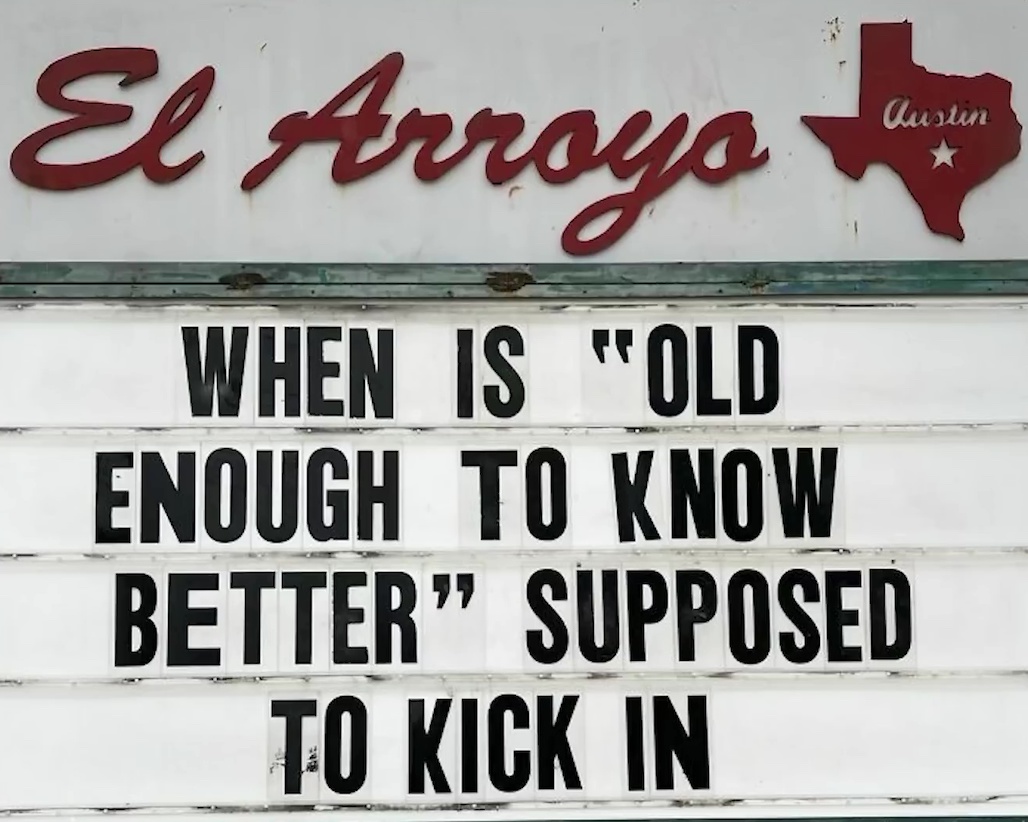 El Arroyo
Austin
WHEN IS "OLD
ENOUGH TO KNOW
BETTER" SUPPOSED
TO KICK IN